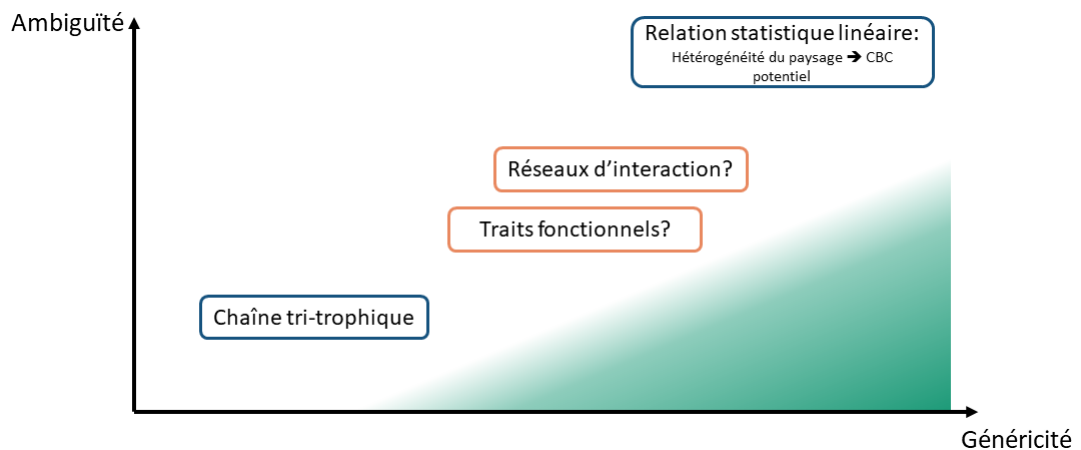 Ambiguïté
Relation statistique linéaire:
Hétérogénéité du paysage 🡺 CBC
potentiel
Réseaux d'interaction?
Traits fonctionnels?
Chaîne tri-trophique
Généricité